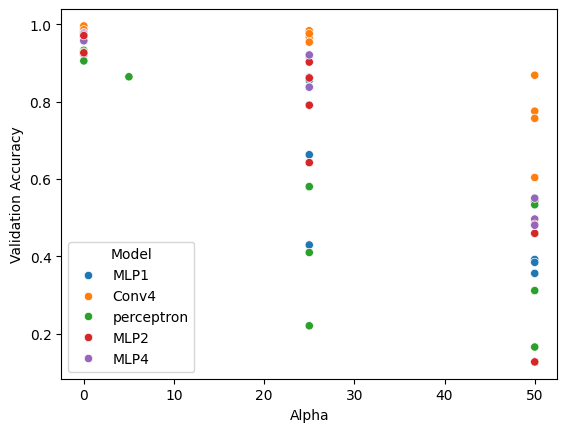 1.0
0.8
0.6
0.4
0.2
Validation Accuracy
Model
MLP1
Conv4
perceptron
MLP2
MLP4
0 10 20 30 40 50
Alpha